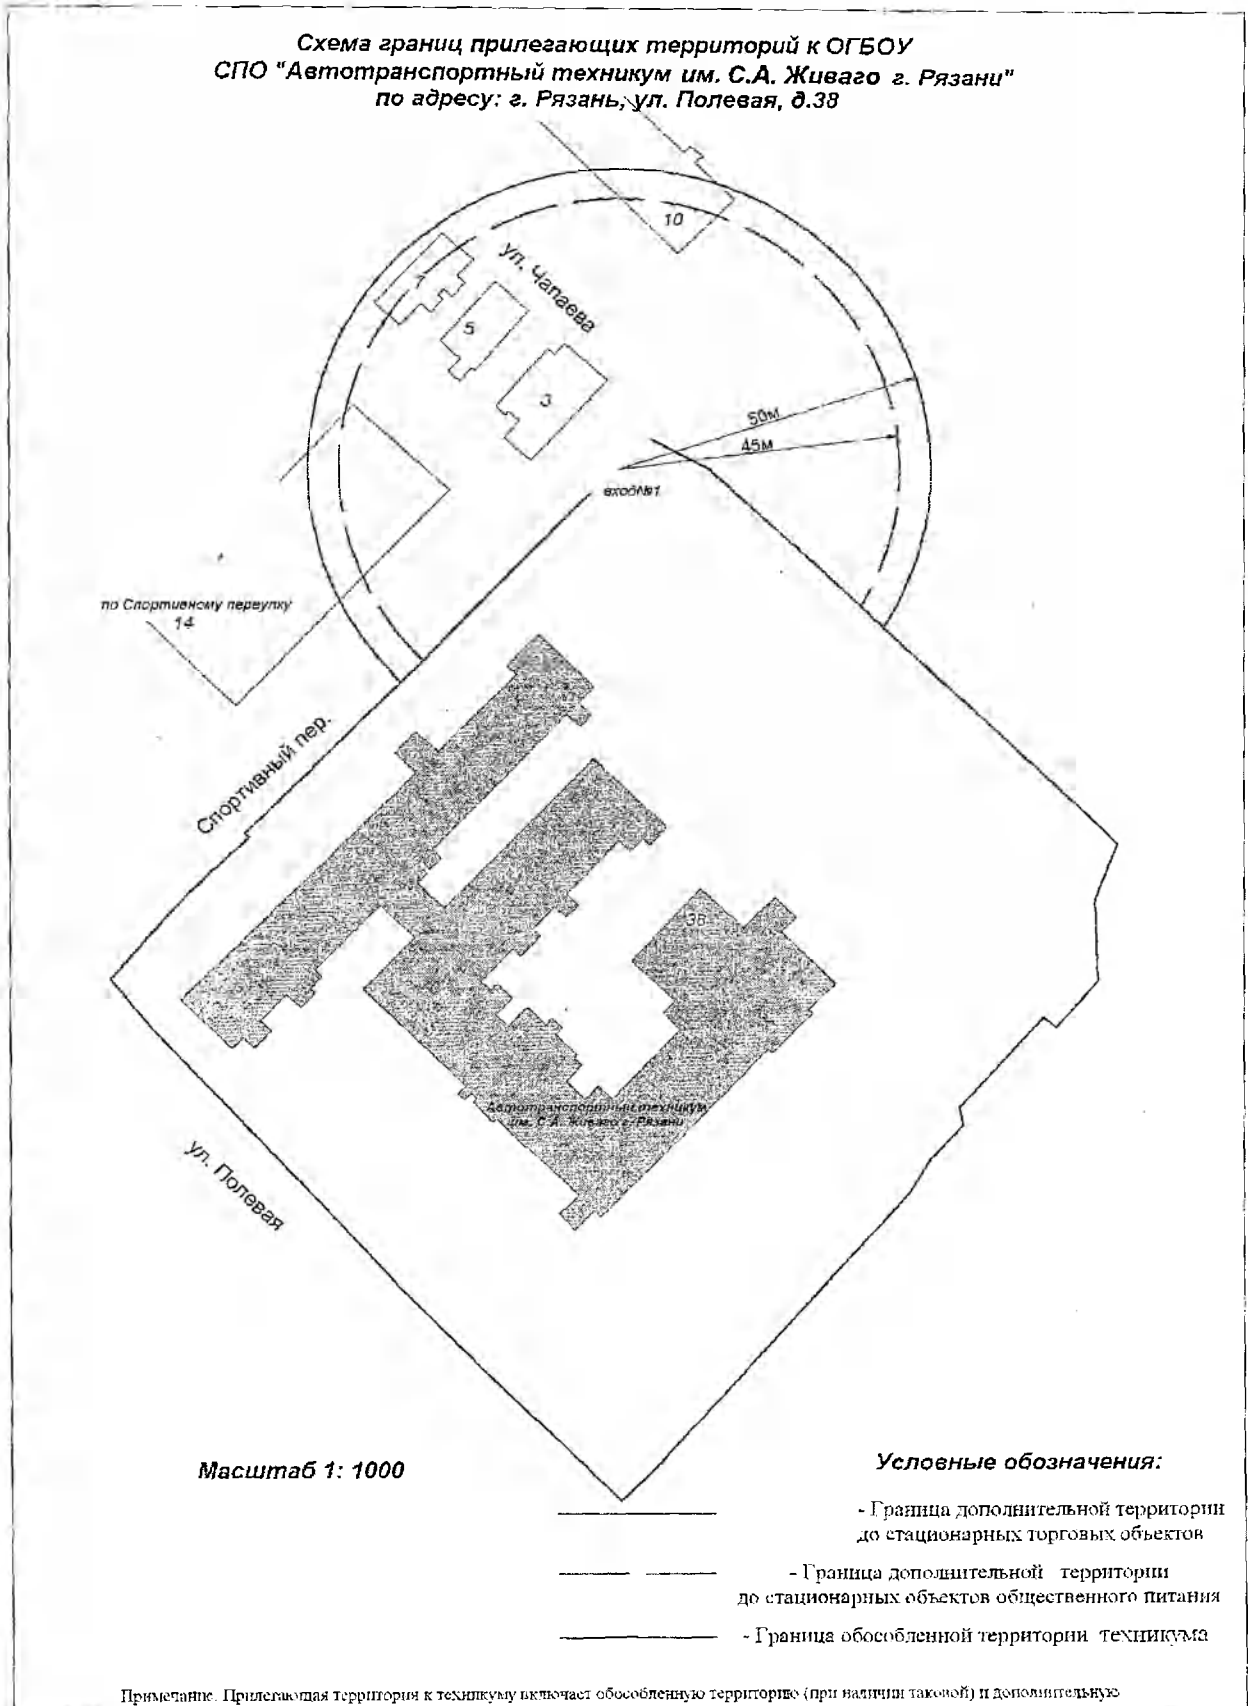 Схема границ прилегающих территорий к ОГБОУ
СПО "Автотранспортный техникум им. С.А. Живаго г. Рязани"
по адресу: г. Рязань, ул. Полевая, д.38
10
ул. Чапаева
7
5
3
50м
45м
вход№1
по Спортивному переулку
14
Спортивный пер.
38
Автотранспортный техникум
им. С.А. Живаго г. Рязани
ул. Полевая
Масштаб 1: 1000
Условные обозначения:
- Граница дополнительной территории
до стационарных торговых объектов
- Граница дополнительной территории
до стационарных объектов общественного питания
- Граница обособленной территории техникума
Примечание. Прилегающая территория к техникуму включает обособленную территорию (при наличии таковой) и дополнительную